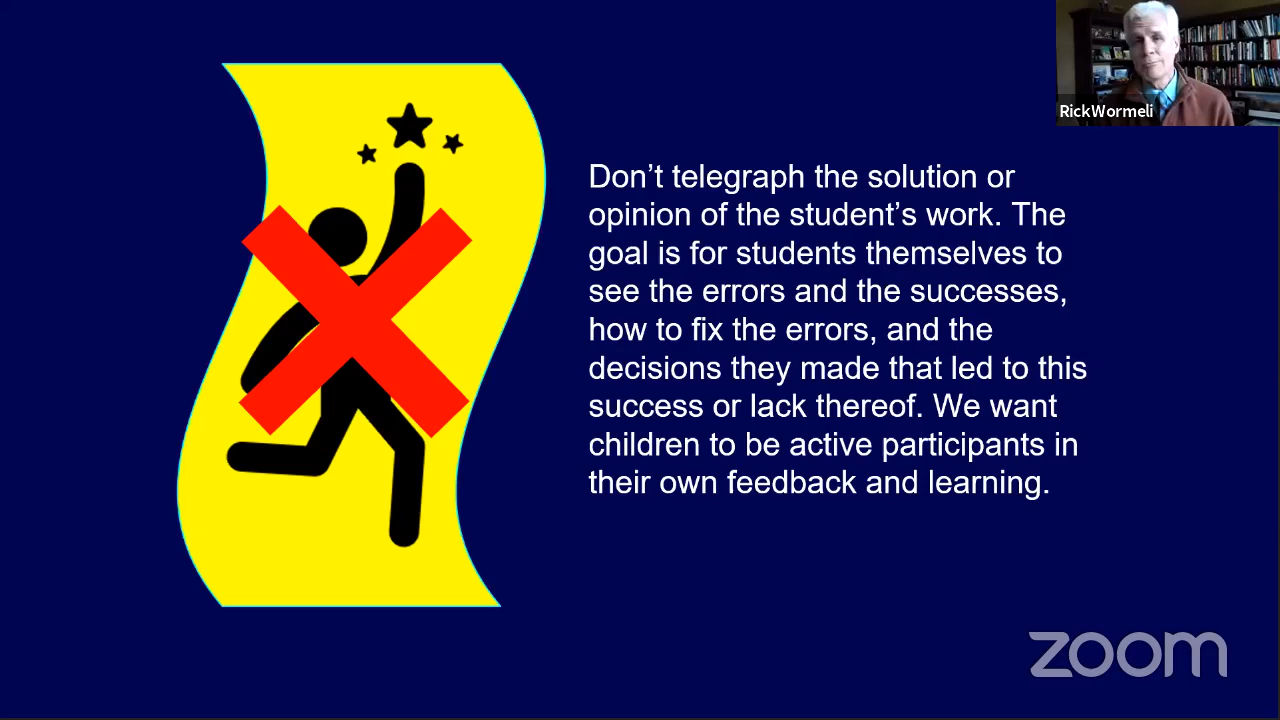 RickWormeli
Don’t telegraph the solution or
opinion of the student’s work. The
goal is for students themselves to
see the errors and the successes,
how to fix the errors, and the
decisions they made that led to this
success or lack thereof. We want
children to be active participants in
their own feedback and learning.
zoom